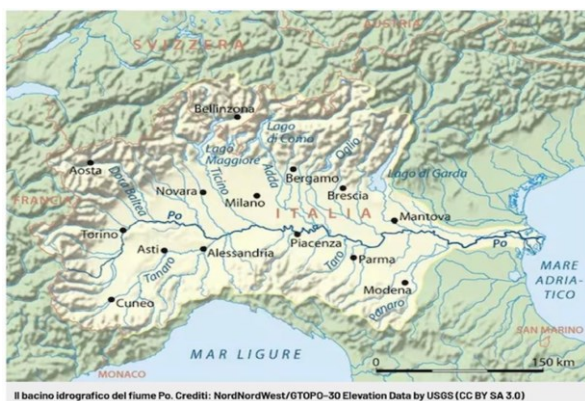 AUSTRIA
SVIZZERA
Bellinzona
Lago
di Coma
Lago
Maggiore
Aosta
Dora Baltea
Ticino
Adda
Oglio
Bergamo
Lago di Garda
FRANCIA
Novara
Milano
Brescia
ITALIA
Mantova
Po
Torino
Po
Asti
Alessandria
Piacenza
Parma
Tanaro
Taro
Modena
MARE
ADRIA-
TICO
Cuneo
Panaro
SAN MARINO
MAR LIGURE
0
150 km
MONACO
Il bacino idrografico del fiume Po. Crediti: NordNordWest/GTOPO-30 Elevation Data by USGS (CC BY SA 3.0)